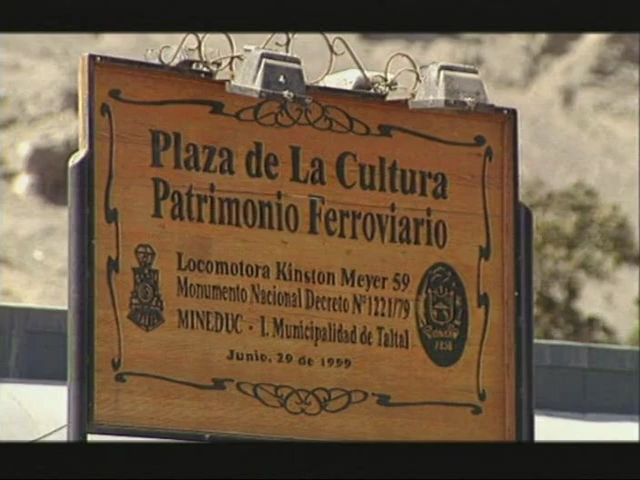 Plaza de La Cultura
Patrimonio Ferroviario
Locomotora Kinston Meyer 59
Monumento Nacional Decreto Nº1221/79
MINEDUC - I. Municipalidad de Taltal
Junio, 29 de 1999